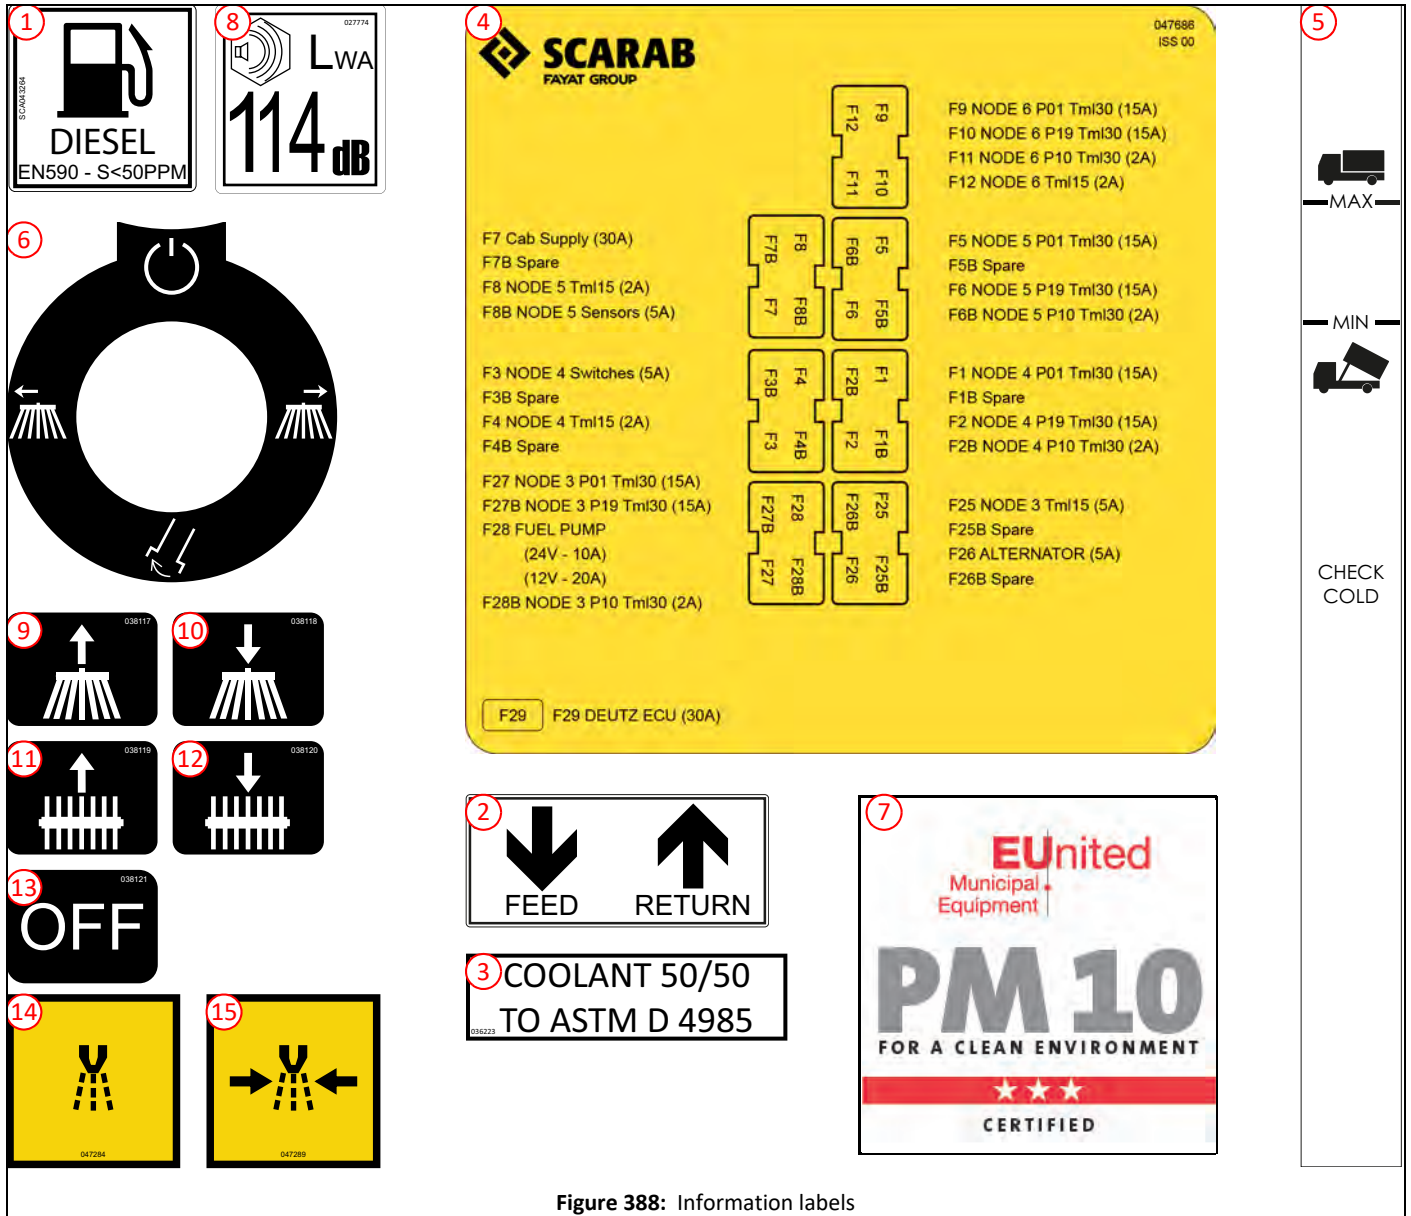 1
SCA043264
DIESEL
EN590 - S<50PPM
8
027774
LWA
114 dB
4
SCARAB
FAYAT GROUP
047686
ISS 00
F12 F9
F11 F10
F9 NODE 6 P01 Tml30 (15A)
F10 NODE 6 P19 Tml30 (15A)
F11 NODE 6 P10 Tml30 (2A)
F12 NODE 6 Tml15 (2A)
F7 Cab Supply (30A)
F7B Spare
F8 NODE 5 Tml15 (2A)
F8B NODE 5 Sensors (5A)
F7B F8 F6B F5
F7 F8B F6 F5B
F5 NODE 5 P01 Tml30 (15A)
F5B Spare
F6 NODE 5 P19 Tml30 (15A)
F6B NODE 5 P10 Tml30 (2A)
F3 NODE 4 Switches (5A)
F3B Spare
F4 NODE 4 Tml15 (2A)
F4B Spare
F3B F4 F2B F1
F3 F4B F2 F1B
F1 NODE 4 P01 Tml30 (15A)
F1B Spare
F2 NODE 4 P19 Tml30 (15A)
F2B NODE 4 P10 Tml30 (2A)
F27 NODE 3 P01 Tml30 (15A)
F27B NODE 3 P19 Tml30 (15A)
F28 FUEL PUMP
(24V - 10A)
(12V - 20A)
F28B NODE 3 P10 Tml30 (2A)
F27B F28 F26B F25
F27 F28B F26 F25B
F25 NODE 3 Tml15 (5A)
F25B Spare
F26 ALTERNATOR (5A)
F26B Spare
F29 F29 DEUTZ ECU (30A)
5
MAX
MIN
CHECK
COLD
6
9
038117
10
038118
11
038119
12
038120
13
038121
OFF
2
FEED RETURN
3
COOLANT 50/50
TO ASTM D 4985
036223
7
EUnited
Municipal
Equipment
PM 10
FOR A CLEAN ENVIRONMENT
CERTIFIED
14
047284
15
047289
Figure 388: Information labels